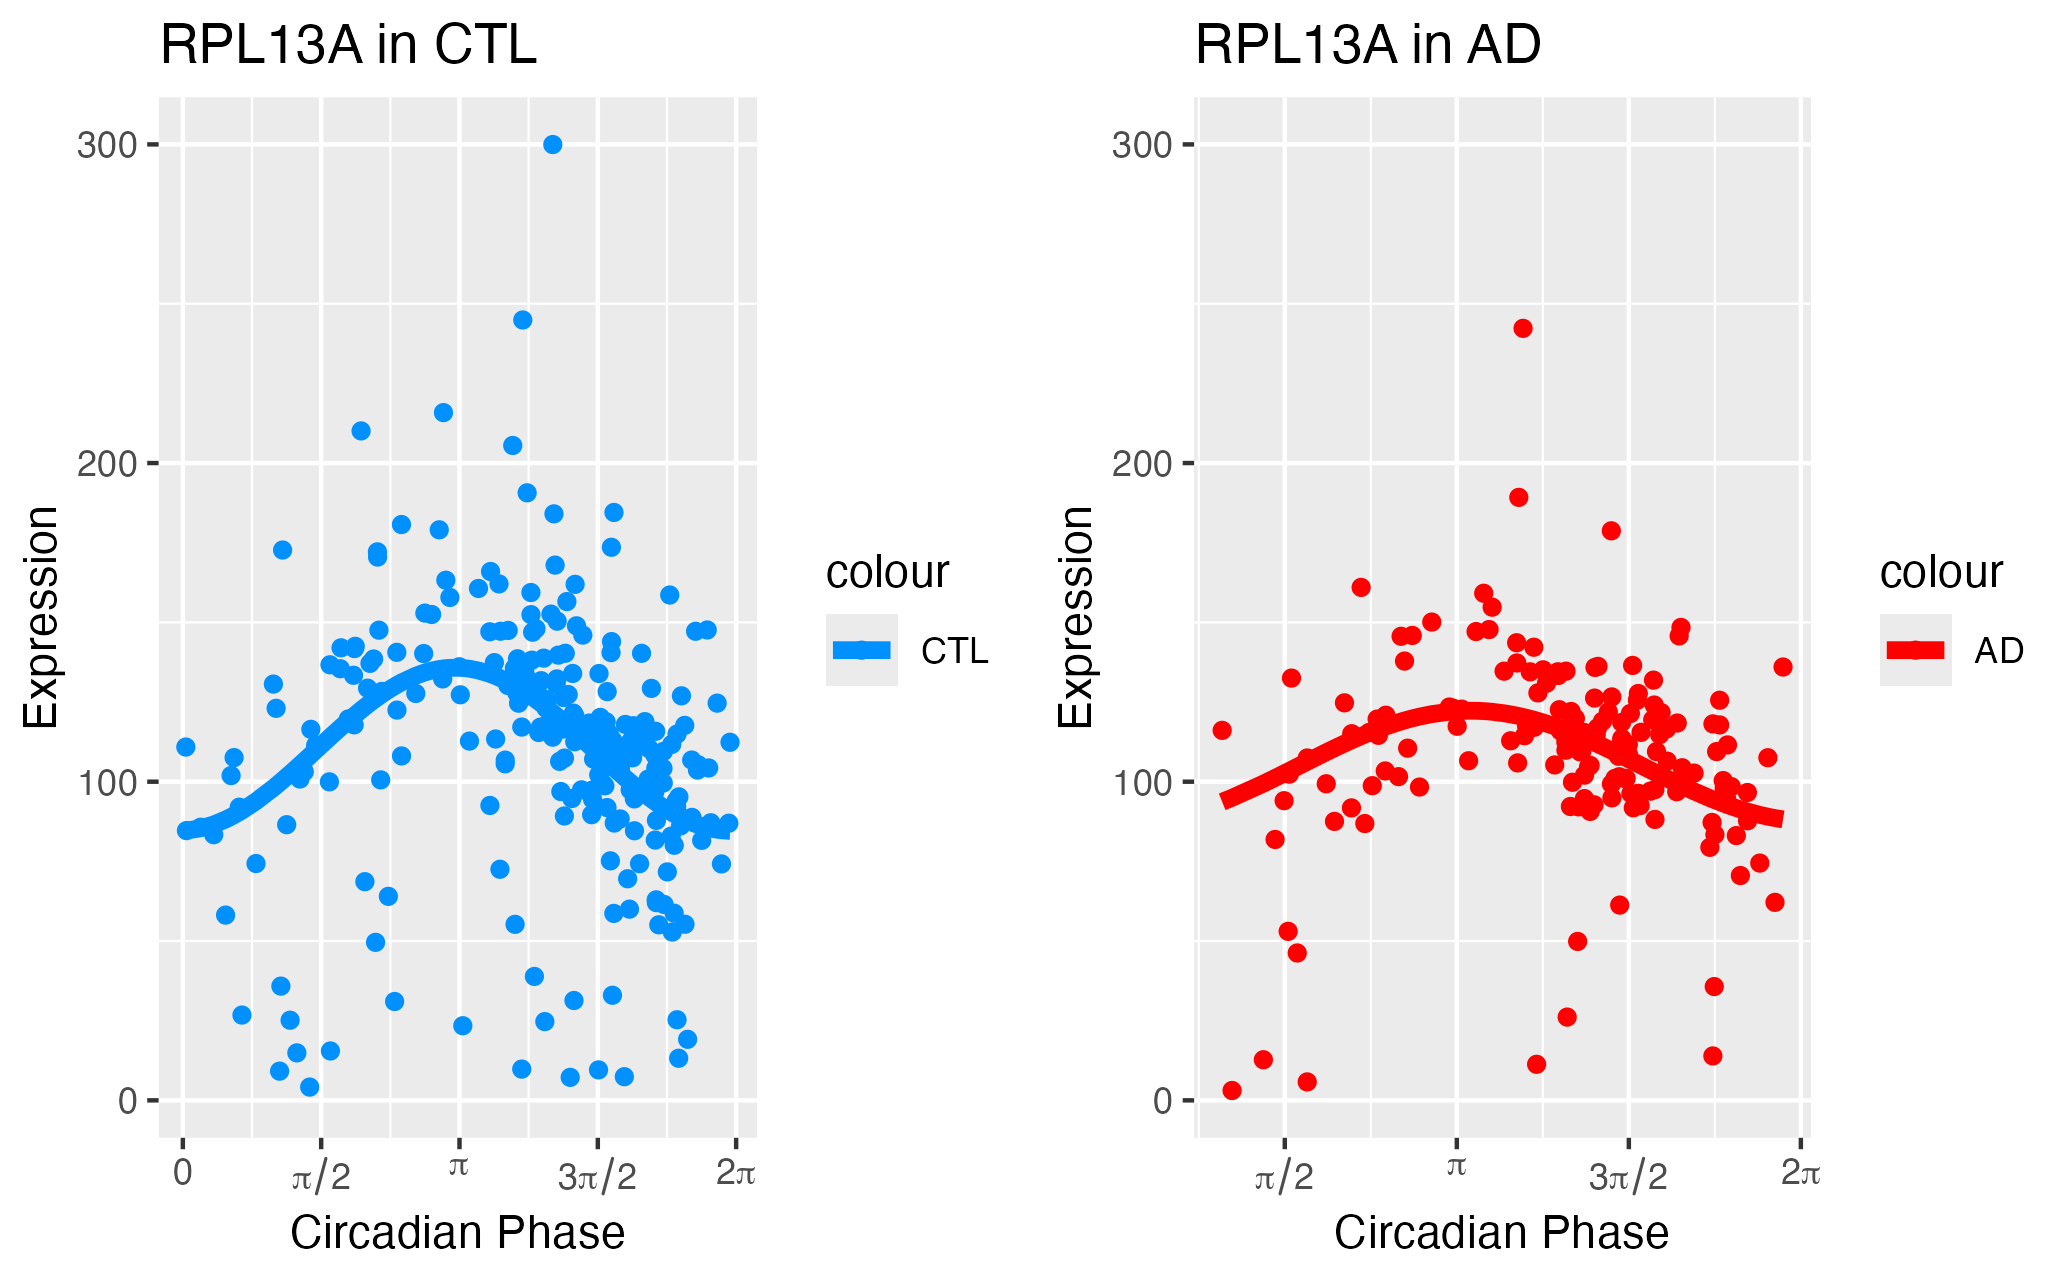 RPL13A in CTL
300
200
100
0
Expression
0
π/2
π
3π/2
2π
Circadian Phase
colour
CTL
RPL13A in AD
300
200
100
0
Expression
π/2
π
3π/2
2π
Circadian Phase
colour
AD